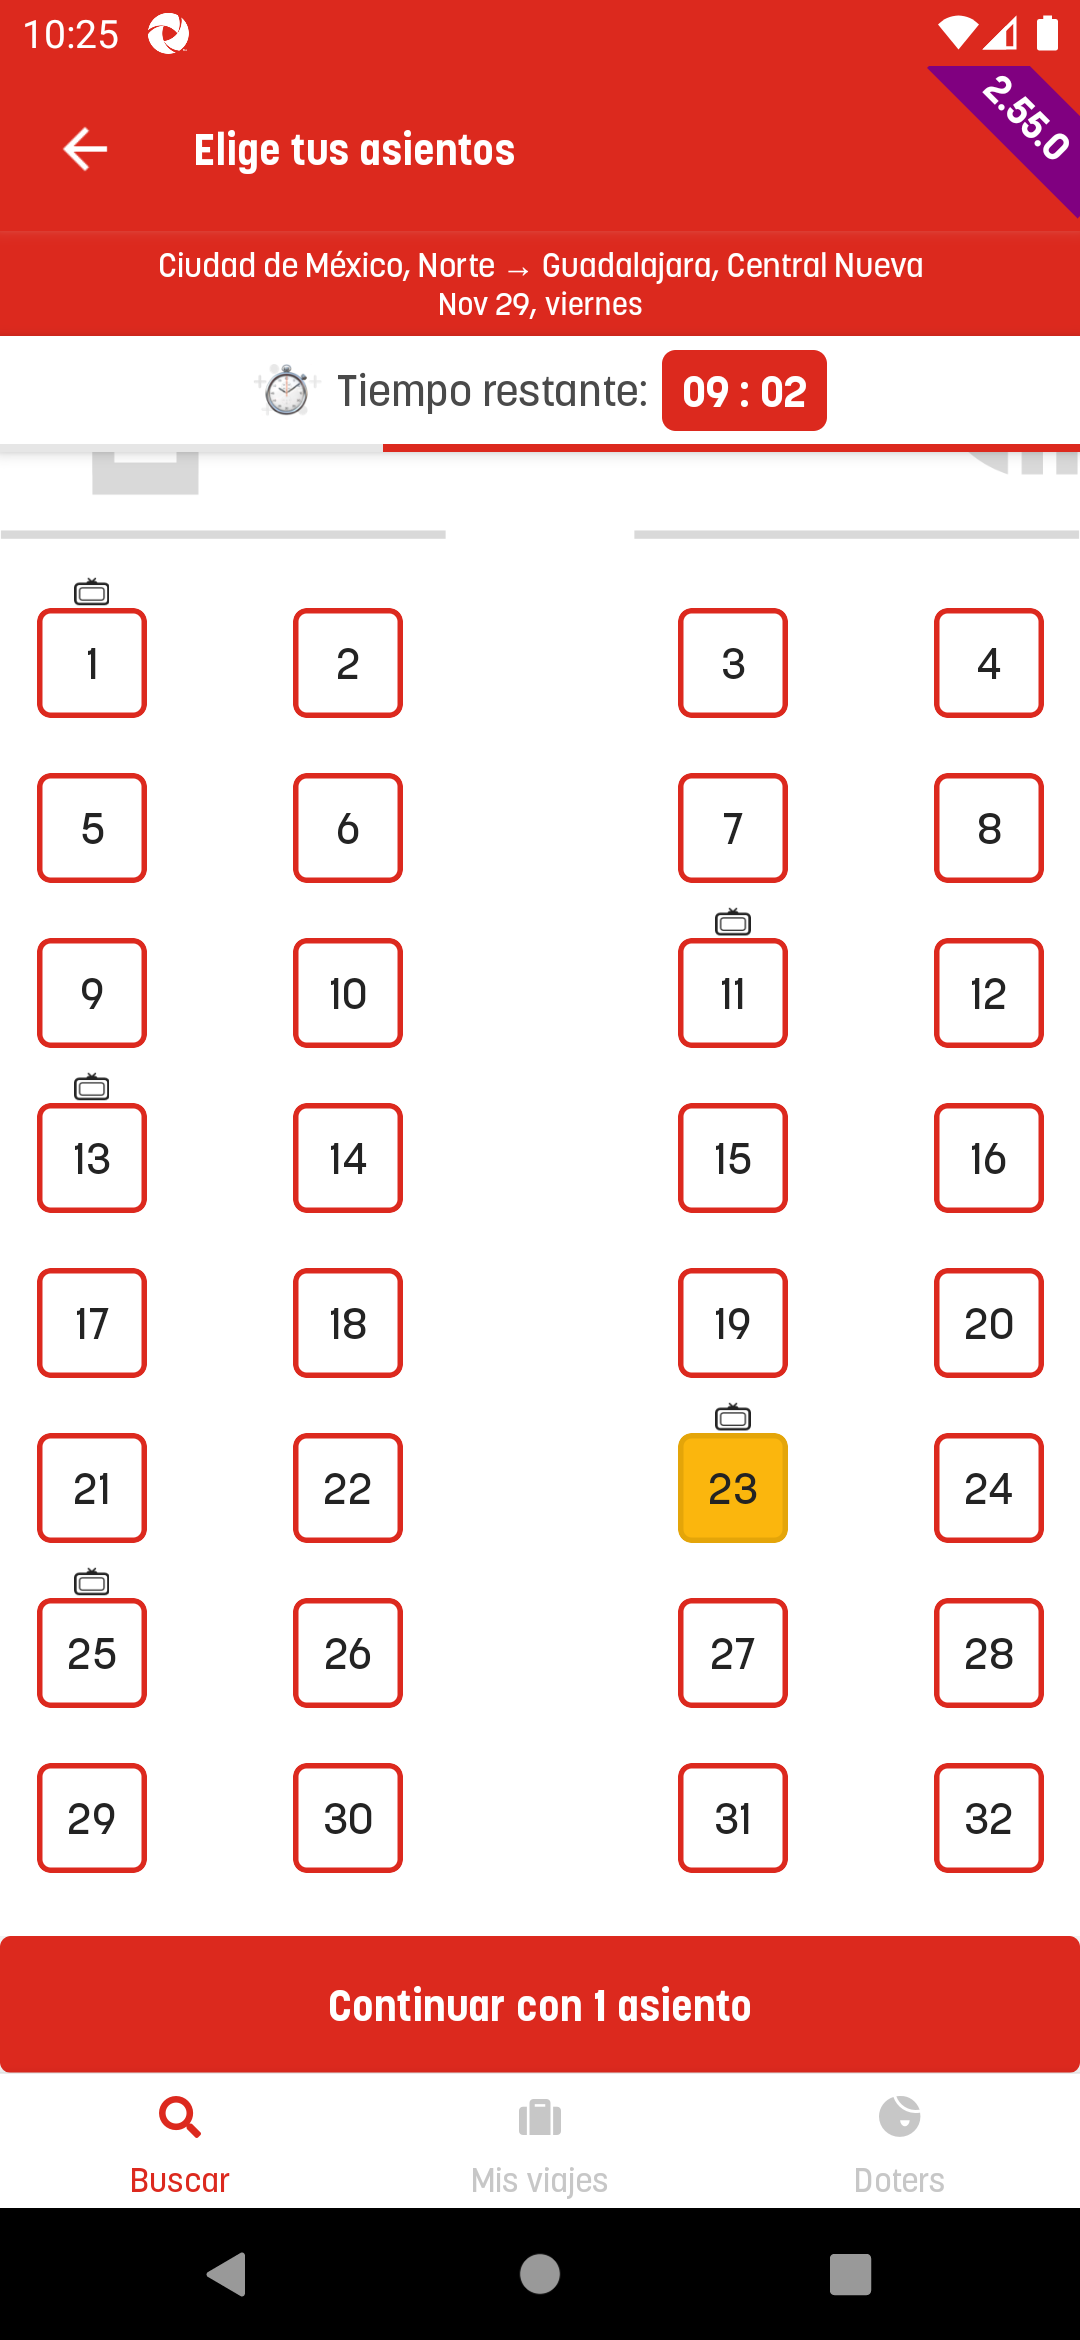 10:25
2.55.0
Elige tus asientos
Ciudad de México, Norte → Guadalajara, Central Nueva
Nov 29, viernes
Tiempo restante: 09 : 02
1 2 3 4
5 6 7 8
9 10 11 12
13 14 15 16
17 18 19 20
21 22 23 24
25 26 27 28
29 30 31 32
Continuar con 1 asiento
Buscar Mis viajes Doters